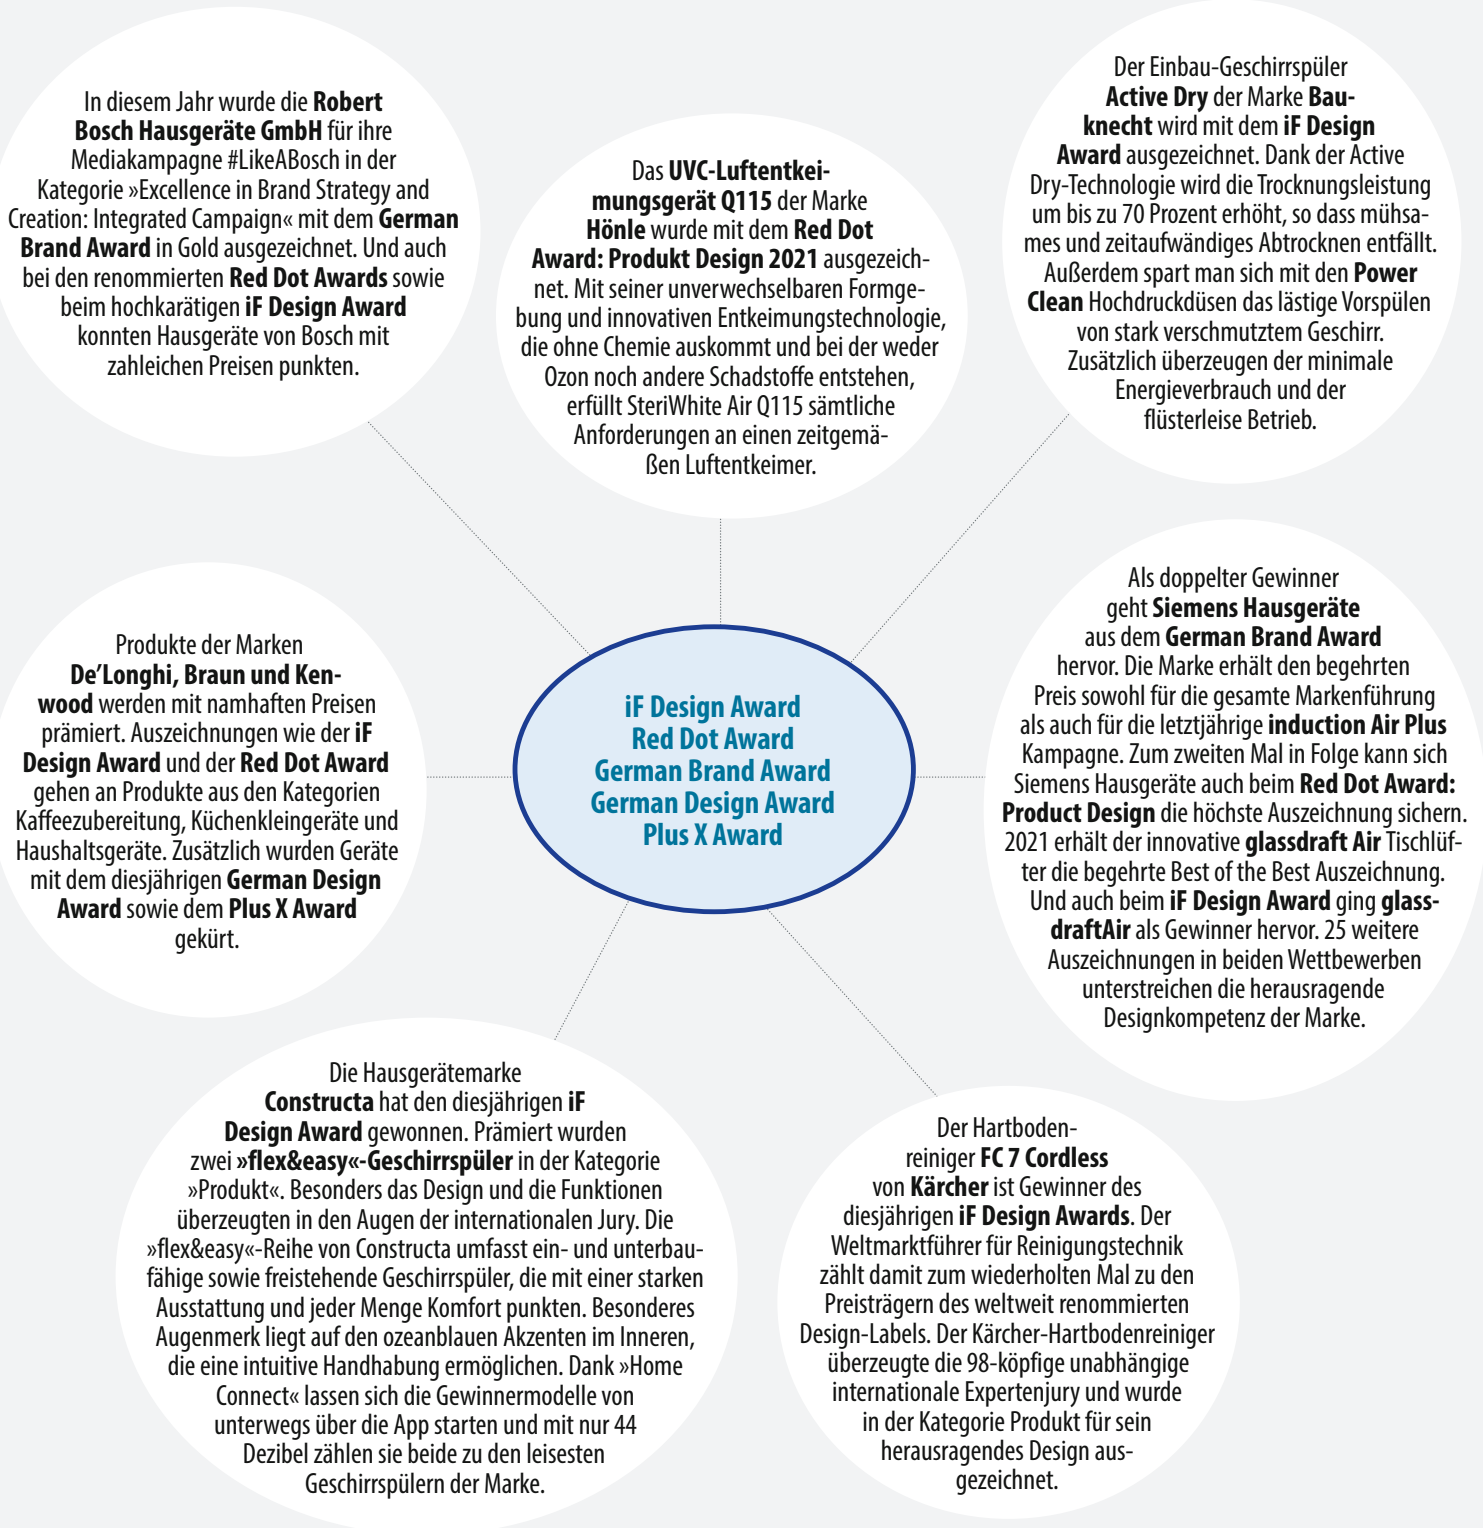 In diesem Jahr wurde die Robert
Bosch Hausgeräte GmbH für ihre
Mediakampagne #LikeABosch in der
Kategorie »Excellence in Brand Strategy and
Creation: Integrated Campaign« mit dem German
Brand Award in Gold ausgezeichnet. Und auch
bei den renommierten Red Dot Awards sowie
beim hochkarätigen iF Design Award
konnten Hausgeräte von Bosch mit
zahleichen Preisen punkten.
Das UVC-Luftentkei-
mungsgerät Q115 der Marke
Hönle wurde mit dem Red Dot
Award: Produkt Design 2021 ausgezeich-
net. Mit seiner unverwechselbaren Formge-
bung und innovativen Entkeimungstechnologie,
die ohne Chemie auskommt und bei der weder
Ozon noch andere Schadstoffe entstehen,
erfüllt SteriWhite Air Q115 sämtliche
Anforderungen an einen zeitgemä-
ßen Luftentkeimer.
Der Einbau-Geschirrspüler
Active Dry der Marke Bau-
knecht wird mit dem iF Design
Award ausgezeichnet. Dank der Active
Dry-Technologie wird die Trocknungsleistung
um bis zu 70 Prozent erhöht, so dass mühsa-
mes und zeitaufwändiges Abtrocknen entfällt.
Außerdem spart man sich mit den Power
Clean Hochdruckdüsen das lästige Vorspülen
von stark verschmutztem Geschirr.
Zusätzlich überzeugen der minimale
Energieverbrauch und der
flüsterleise Betrieb.
Produkte der Marken
De'Longhi, Braun und Ken-
wood werden mit namhaften Preisen
prämiert. Auszeichnungen wie der iF
Design Award und der Red Dot Award
gehen an Produkte aus den Kategorien
Kaffeezubereitung, Küchenkleingeräte und
Haushaltsgeräte. Zusätzlich wurden Geräte
mit dem diesjährigen German Design
Award sowie dem Plus X Award
gekürt.
iF Design Award
Red Dot Award
German Brand Award
German Design Award
Plus X Award
Als doppelter Gewinner
geht Siemens Hausgeräte
aus dem German Brand Award
hervor. Die Marke erhält den begehrten
Preis sowohl für die gesamte Markenführung
als auch für die letztjährige induction Air Plus
Kampagne. Zum zweiten Mal in Folge kann sich
Siemens Hausgeräte auch beim Red Dot Award:
Product Design die höchste Auszeichnung sichern.
2021 erhält der innovative glassdraft Air Tischlüf-
ter die begehrte Best of the Best Auszeichnung.
Und auch beim iF Design Award ging glass-
draftAir als Gewinner hervor. 25 weitere
Auszeichnungen in beiden Wettbewerben
unterstreichen die herausragende
Designkompetenz der Marke.
Die Hausgerätemarke
Constructa hat den diesjährigen iF
Design Award gewonnen. Prämiert wurden
zwei »flex&easy«-Geschirrspüler in der Kategorie
»Produkt«. Besonders das Design und die Funktionen
überzeugten in den Augen der internationalen Jury. Die
»flex&easy«-Reihe von Constructa umfasst ein- und unterbau-
fähige sowie freistehende Geschirrspüler, die mit einer starken
Ausstattung und jeder Menge Komfort punkten. Besonderes
Augenmerk liegt auf den ozeanblauen Akzenten im Inneren,
die eine intuitive Handhabung ermöglichen. Dank »Home
Connect« lassen sich die Gewinnermodelle von
unterwegs über die App starten und mit nur 44
Dezibel zählen sie beide zu den leisesten
Geschirrspülern der Marke.
Der Hartboden-
reiniger FC 7 Cordless
von Kärcher ist Gewinner des
diesjährigen iF Design Awards. Der
Weltmarktführer für Reinigungstechnik
zählt damit zum wiederholten Mal zu den
Preisträgern des weltweit renommierten
Design-Labels. Der Kärcher-Hartbodenreiniger
überzeugte die 98-köpfige unabhängige
internationale Expertenjury und wurde
in der Kategorie Produkt für sein
herausragendes Design aus-
gezeichnet.